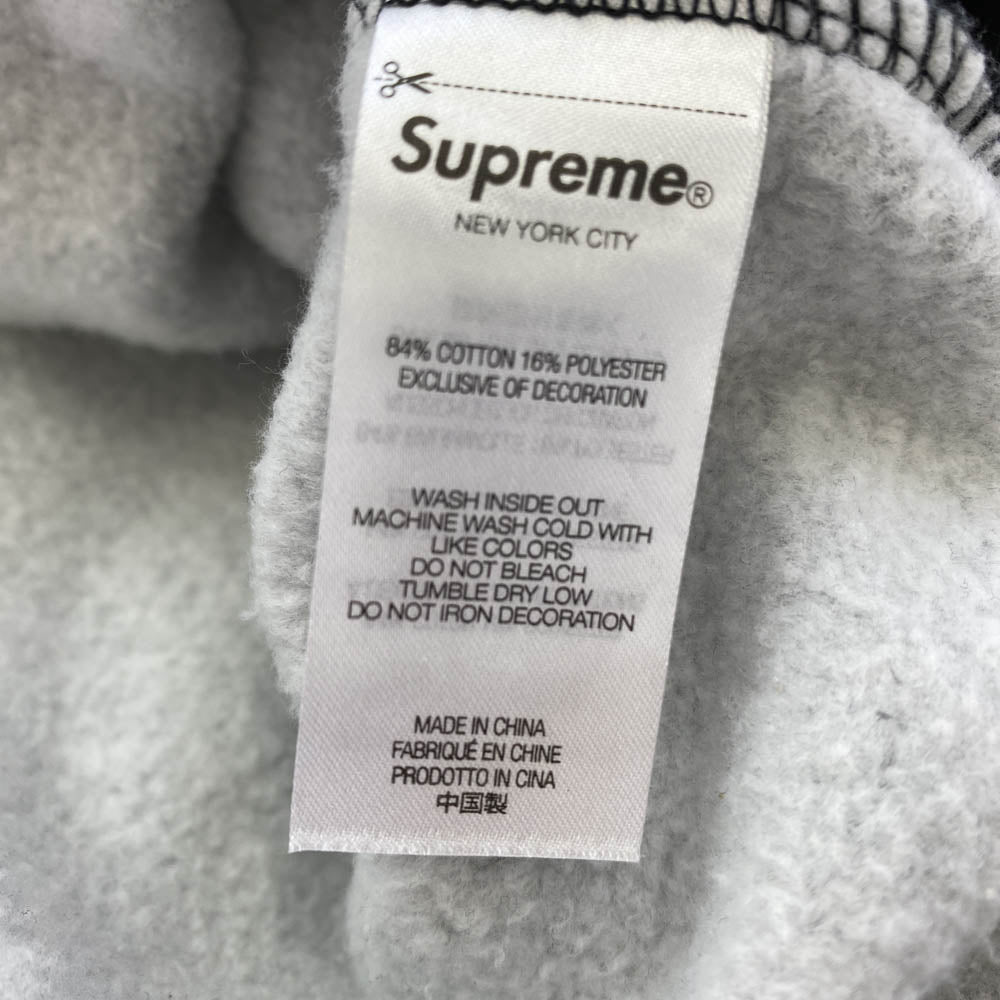 Supreme®
NEW YORK CITY
84% COTTON 16% POLYESTER
EXCLUSIVE OF DECORATION
WASH INSIDE OUT
MACHINE WASH COLD WITH
LIKE COLORS
DO NOT BLEACH
TUMBLE DRY LOW
DO NOT IRON DECORATION
MADE IN CHINA
FABRIQUÉ EN CHINE
PRODOTTO IN CINA
中国製